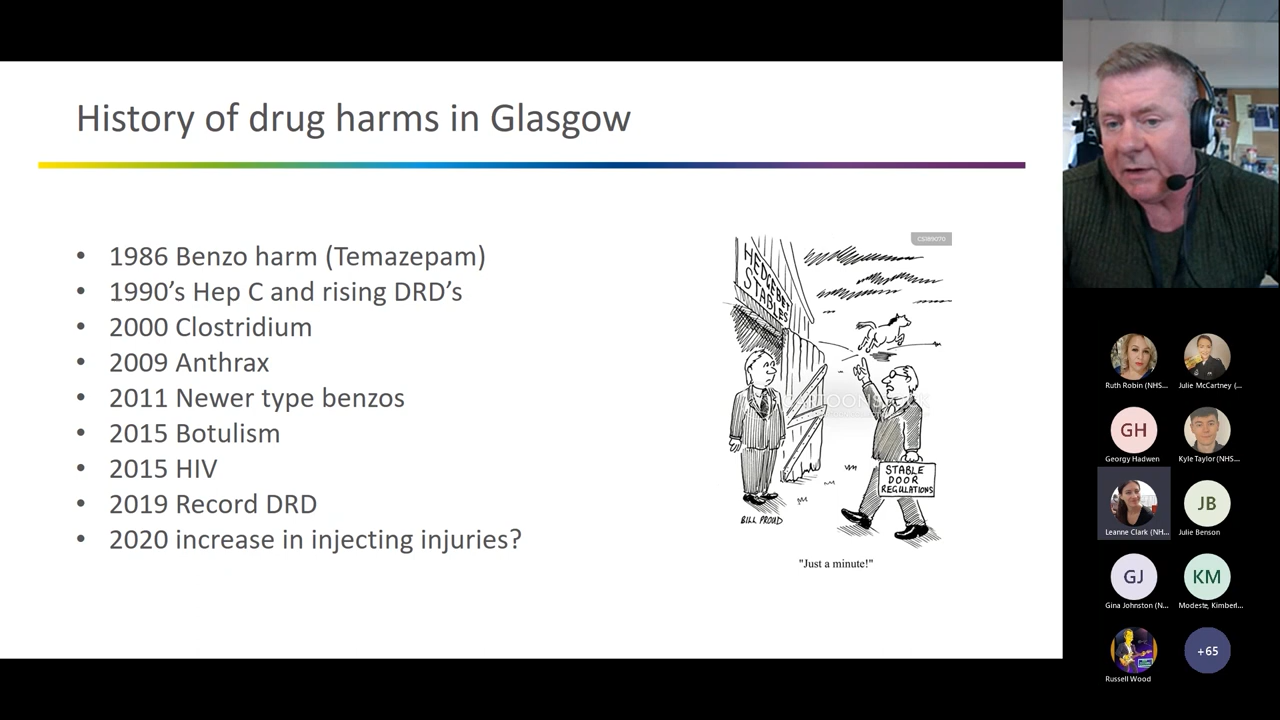 History of drug harms in Glasgow
• 1986 Benzo harm (Temazepam)
• 1990’s Hep C and rising DRD’s
• 2000 Clostridium
• 2009 Anthrax
• 2011 Newer type benzos
• 2015 Botulism
• 2015 HIV
• 2019 Record DRD
• 2020 increase in injecting injuries?
HEDGEBET
STABLES
STABLE
DOOR
REGULATIONS
BILL PROUD
"Just a minute!"
Ruth Robin (NHS...
Julie McCartney (...
GH
Georgy Hadwen
Kyle Taylor (NHS...
Leanne Clark (NH...
JB
Julie Benson
GJ
Gina Johnston (N...
KM
Modeste, Kimberl...
Russell Wood
+65